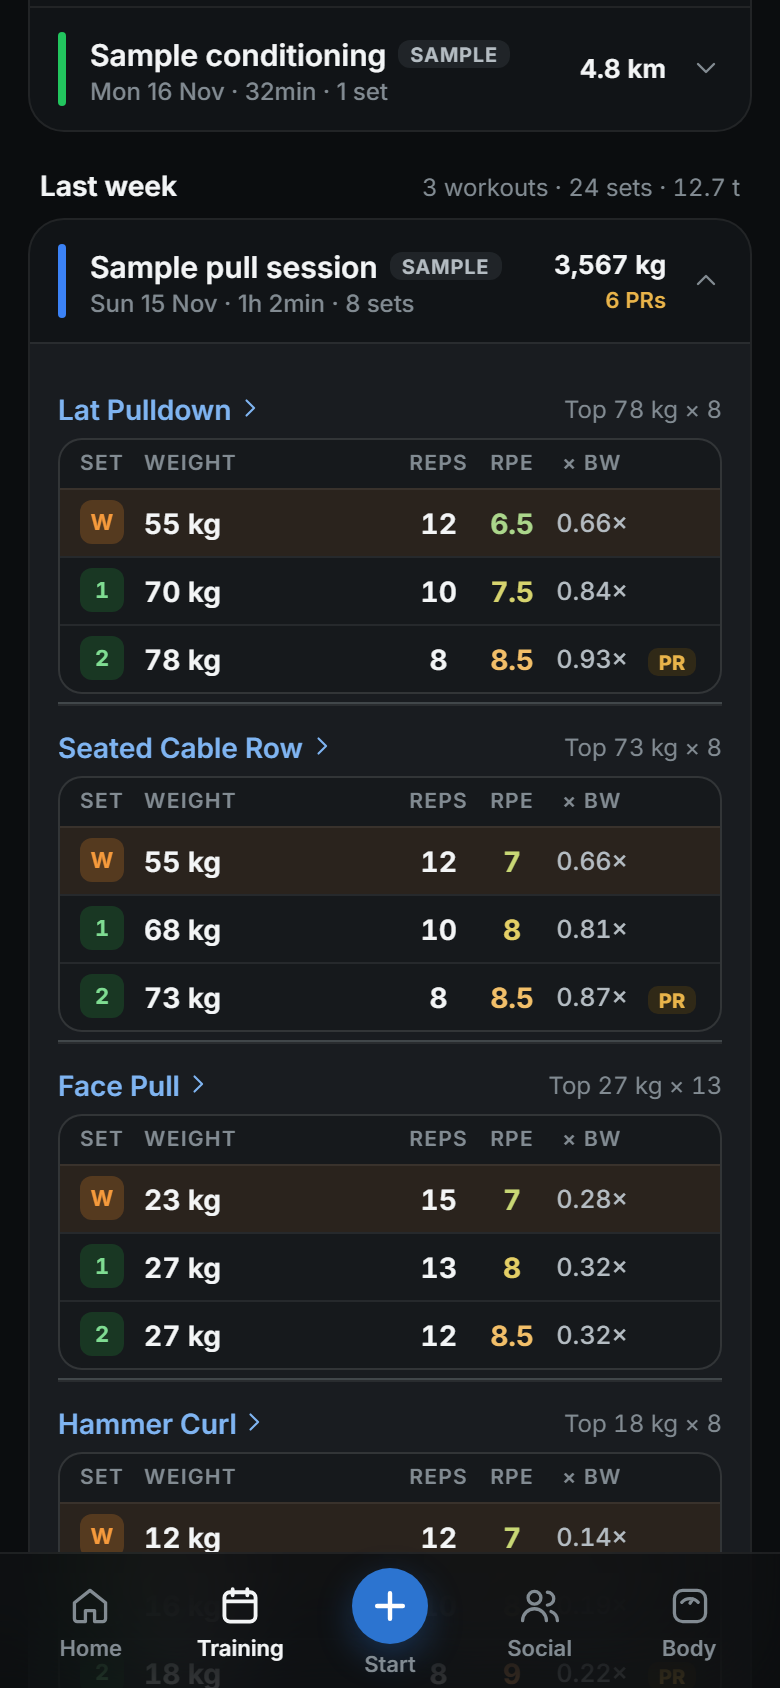 Sample conditioning SAMPLE 4.8 km
Mon 16 Nov · 32min · 1 set
Last week 3 workouts · 24 sets · 12.7 t
Sample pull session SAMPLE 3,567 kg
Sun 15 Nov · 1h 2min · 8 sets 6 PRs
Lat Pulldown Top 78 kg × 8
SET WEIGHT REPS RPE × BW
W 55 kg 12 6.5 0.66×
1 70 kg 10 7.5 0.84×
2 78 kg 8 8.5 0.93× PR
Seated Cable Row Top 73 kg × 8
SET WEIGHT REPS RPE × BW
W 55 kg 12 7 0.66×
1 68 kg 10 8 0.81×
2 73 kg 8 8.5 0.87× PR
Face Pull Top 27 kg × 13
SET WEIGHT REPS RPE × BW
W 23 kg 15 7 0.28×
1 27 kg 13 8 0.32×
2 27 kg 12 8.5 0.32×
Hammer Curl Top 18 kg × 8
SET WEIGHT REPS RPE × BW
W 12 kg 12 7 0.14×
Home Training Start Social Body
2 18 kg 8 9 0.22× PR